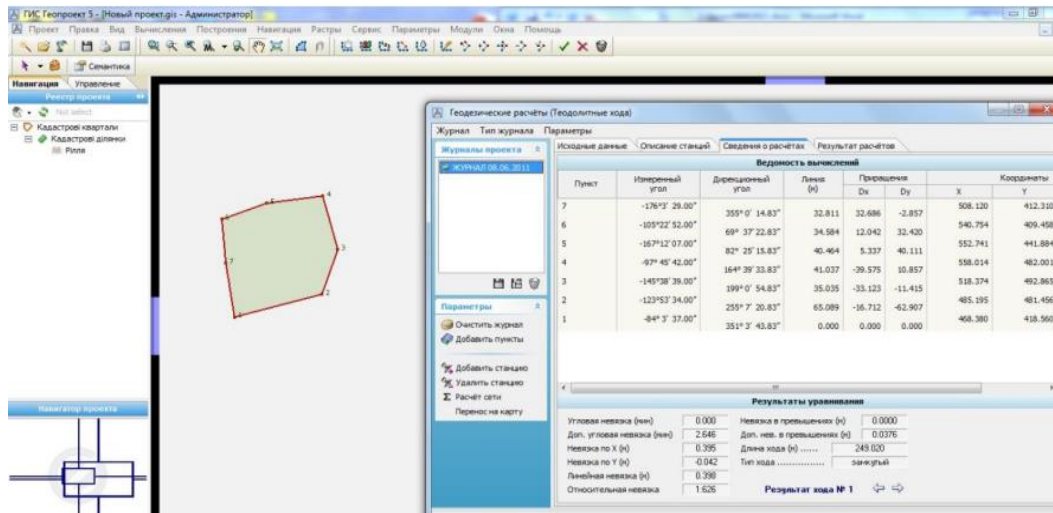 ГИС Геопроект 5 - [Новый проект.gis - Администратор]
Проект Правка Вид Вычисления Построения Навигация Растры Сервис Параметры Модули Окна Помощь
Семантика
Навигация Управление
Реестр проекта
Not select
Кадастрові квартали
Кадастрові ділянки
Рілля
Навигатор проекта
1
2
3
4
5
6
7
Геодезические расчёты (Теодолитные хода)
Журнал Тип журнала Параметры
Журналы проекта
ЖУРНАЛ 08.06.2011
Параметры
Очистить журнал
Добавить пункты
Добавить станцию
Удалить станцию
Σ Расчёт сети
Перенос на карту
Исходные данные Описание станций Сведения о расчётах Результат расчётов
Ведомость вычислений
Пункт Измеренный угол Дирекционный угол Линия (м) Приращения Координаты
Dx Dy X Y
7 -176°3' 29.00" 508.120 412.310
355° 0' 14.83" 32.811 32.686 -2.857
6 -105°22' 52.00" 540.754 409.458
69° 37' 22.83" 34.584 12.042 32.420
5 -167°12' 07.00" 552.741 441.884
82° 25' 15.83" 40.464 5.337 40.111
4 -97° 45' 42.00" 558.014 482.001
164° 39' 33.83" 41.037 -39.575 10.857
3 -145°38' 39.00" 518.374 492.865
199° 0' 54.83" 35.035 -33.123 -11.415
2 -123°53' 34.00" 485.195 481.456
255° 7' 20.83" 65.089 -16.712 -62.907
1 -84° 3' 37.00" 468.380 418.560
351° 3' 43.83" 0.000 0.000 0.000
Результаты уравнивания
Угловая невязка (мин) 0.000 Невязка в превышениях (м) 0.0000
Доп. угловая невязка (мин) 2.646 Доп. нев. в превышениях (м) 0.0376
Невязка по X (м) 0.395 Длина хода (м) ...... 249.020
Невязка по Y (м) -0.042 Тип хода ................ замкнутый
Линейная невязка (м) 0.398
Относительная невязка 1.626 Результат хода № 1